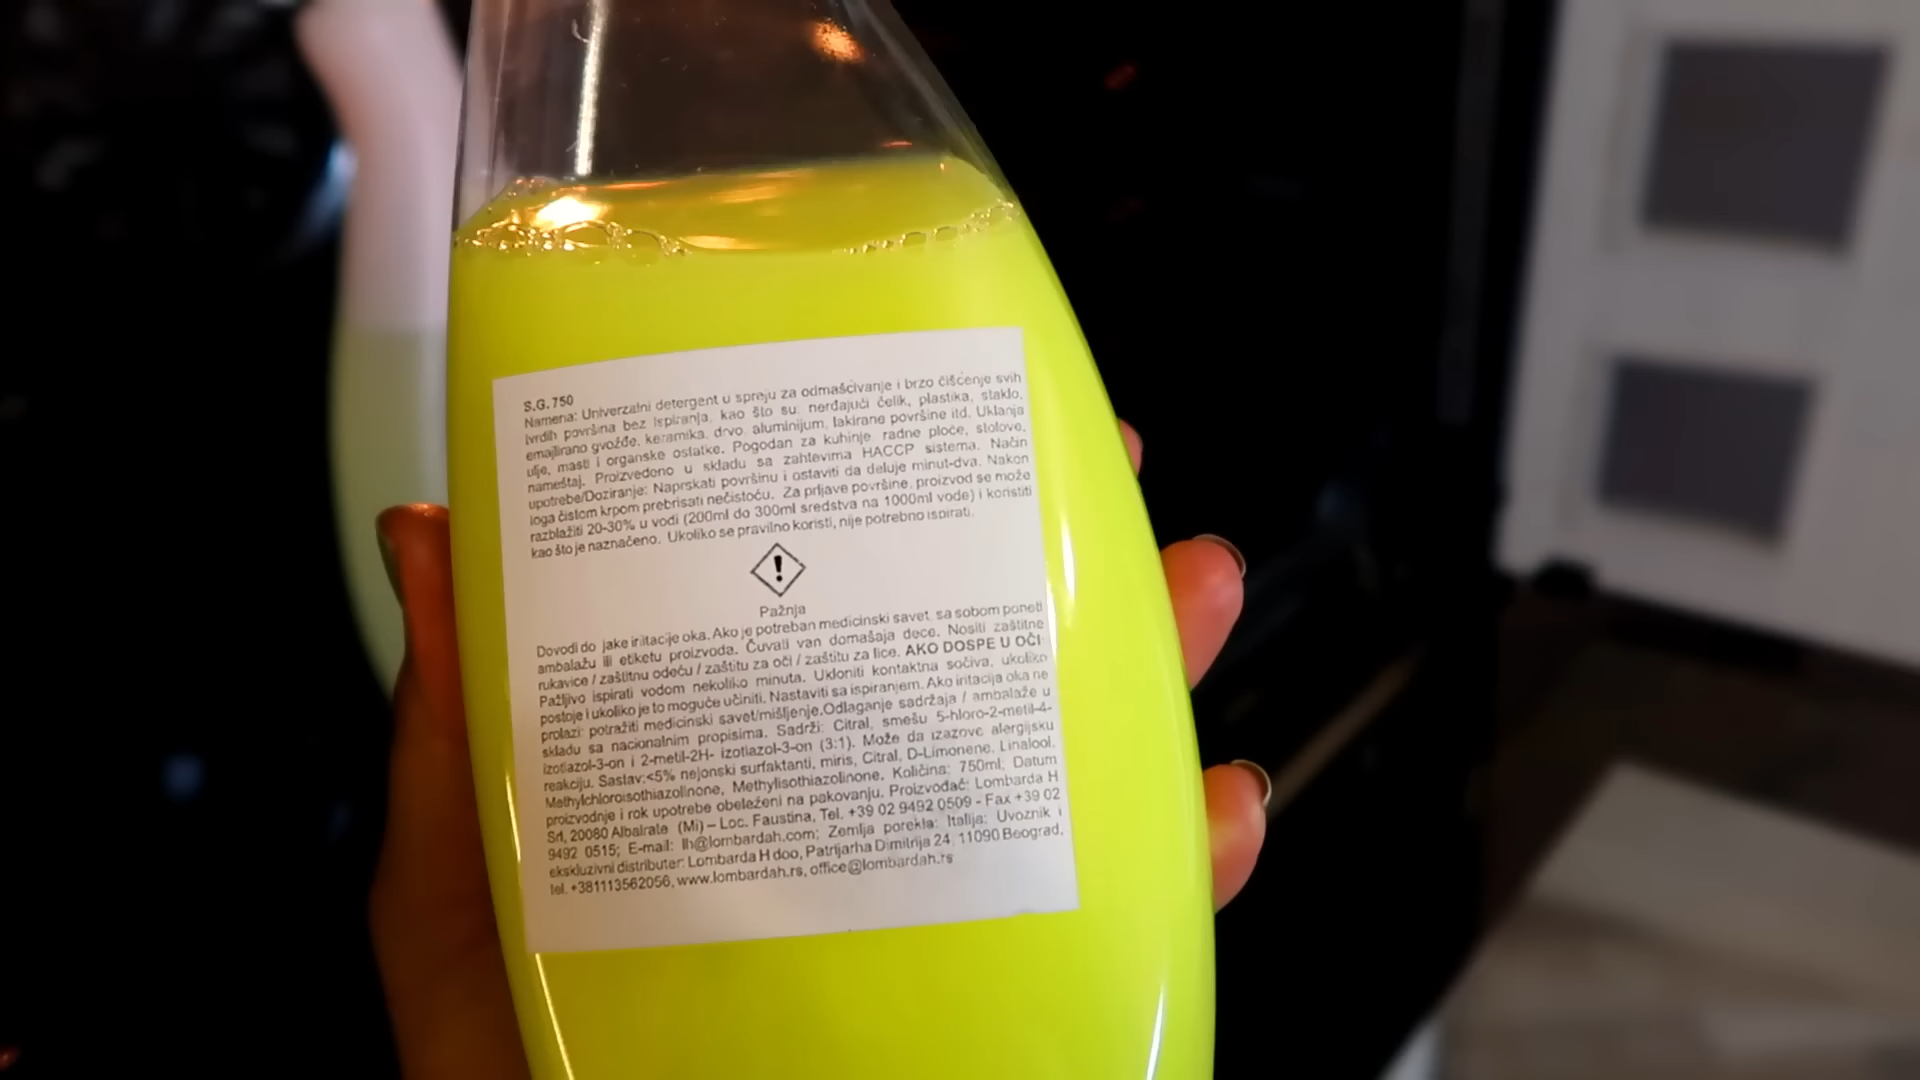 S.G. 750
Namena: Univerzalni detergent u spreju za odmašćivanje i brzo čišćenje svih
tvrdih površina bez ispiranja, kao što su: nerđajući čelik, plastika, staklo,
emajlirano gvožđe, keramika, drvo, aluminijum, lakirane površine itd. Uklanja
ulje, masti i organske ostatke. Pogodan za kuhinje, radne ploče, stolove,
nameštaj. Proizvedeno u skladu sa zahtevima HACCP sistema. Način
upotrebe/Doziranje: Naprskati površinu i ostaviti da deluje minut-dva. Nakon
toga čistom krpom prebrisati nečistoću. Za prljave površine, proizvod se može
razblažiti 20-30% u vodi (200ml do 300ml sredstva na 1000ml vode) i koristiti
kao što je naznačeno. Ukoliko se pravilno koristi, nije potrebno ispirati.
!
Pažnja
Dovodi do jake iritacije oka. Ako je potreban medicinski savet, sa sobom poneti
ambalažu ili etiketu proizvoda. Čuvati van domašaja dece. Nositi zaštitne
rukavice / zaštitnu odeću / zaštitu za oči / zaštitu za lice. AKO DOSPE U OČI:
Pažljivo ispirati vodom nekoliko minuta. Ukloniti kontaktna sočiva, ukoliko
postoje i ukoliko je to moguće učiniti. Nastaviti sa ispiranjem. Ako iritacija oka ne
prolazi: potražiti medicinski savet/mišljenje.Odlaganje sadržaja / ambalaže u
skladu sa nacionalnim propisima. Sadrži: Citral, smešu 5-hloro-2-metil-4-
izotiazol-3-on i 2-metil-2H- izotiazol-3-on (3:1). Može da izazove alergijsku
reakciju. Sastav:<5% nejonski surfaktanti, miris, Citral, D-Limonene, Linalool,
Methylchloroisothiazolinone, Methylisothiazolinone. Količina: 750ml; Datum
proizvodnje i rok upotrebe obeleženi na pakovanju. Proizvođač: Lombarda H
Srl, 20080 Albairate (Mi) – Loc. Faustina, Tel. +39 02 9492 0509 - Fax +39 02
9492 0515; E-mail: lh@lombardah.com; Zemlja porekla: Italija; Uvoznik i
ekskluzivni distributer: Lombarda H doo, Patrijarha Dimitrija 24, 11090 Beograd,
tel. +381113562056, www.lombardah.rs, office@lombardah.rs